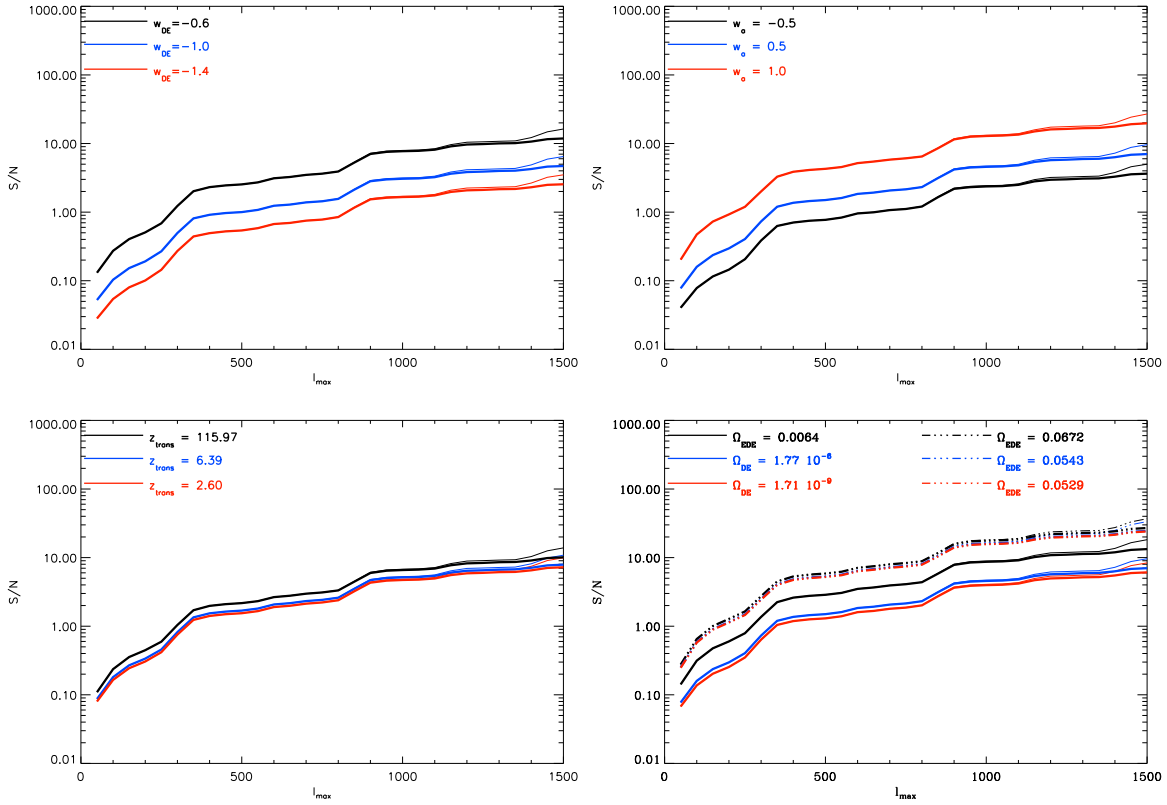 1000.00
100.00
10.00
1.00
0.10
0.01
S/N
w_DE=−0.6
w_DE=−1.0
w_DE=−1.4
0 500 1000 1500
l_max
1000.00
100.00
10.00
1.00
0.10
0.01
S/N
w_a = −0.5
w_a = 0.5
w_a = 1.0
0 500 1000 1500
l_max
1000.00
100.00
10.00
1.00
0.10
0.01
S/N
z_trans = 115.97
z_trans = 6.39
z_trans = 2.60
0 500 1000 1500
l_max
1000.00
100.00
10.00
1.00
0.10
0.01
S/N
Ω_EDE = 0.0064 Ω_EDE = 0.0672
Ω_DE = 1.77 10^−6 Ω_EDE = 0.0543
Ω_DE = 1.71 10^−9 Ω_EDE = 0.0529
0 500 1000 1500
l_max